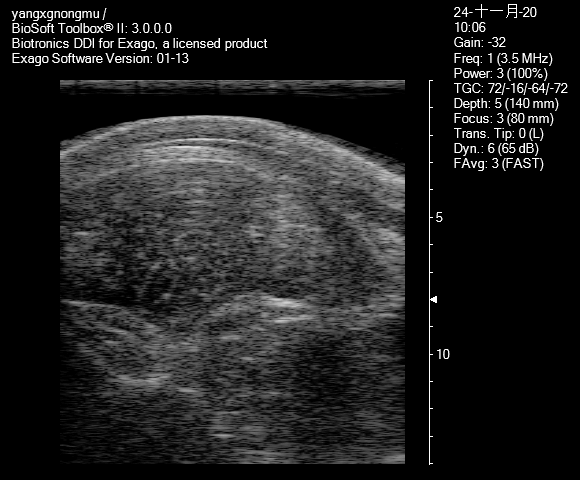 yangxgnongmu /
BioSoft Toolbox® II: 3.0.0.0
Biotronics DDI for Exago, a licensed product
Exago Software Version: 01-13
24-十一月-20
10:06
Gain: -32
Freq: 1 (3.5 MHz)
Power: 3 (100%)
TGC: 72/-16/-64/-72
Depth: 5 (140 mm)
Focus: 3 (80 mm)
Trans. Tip: 0 (L)
Dyn.: 6 (65 dB)
FAvg: 3 (FAST)
5
10